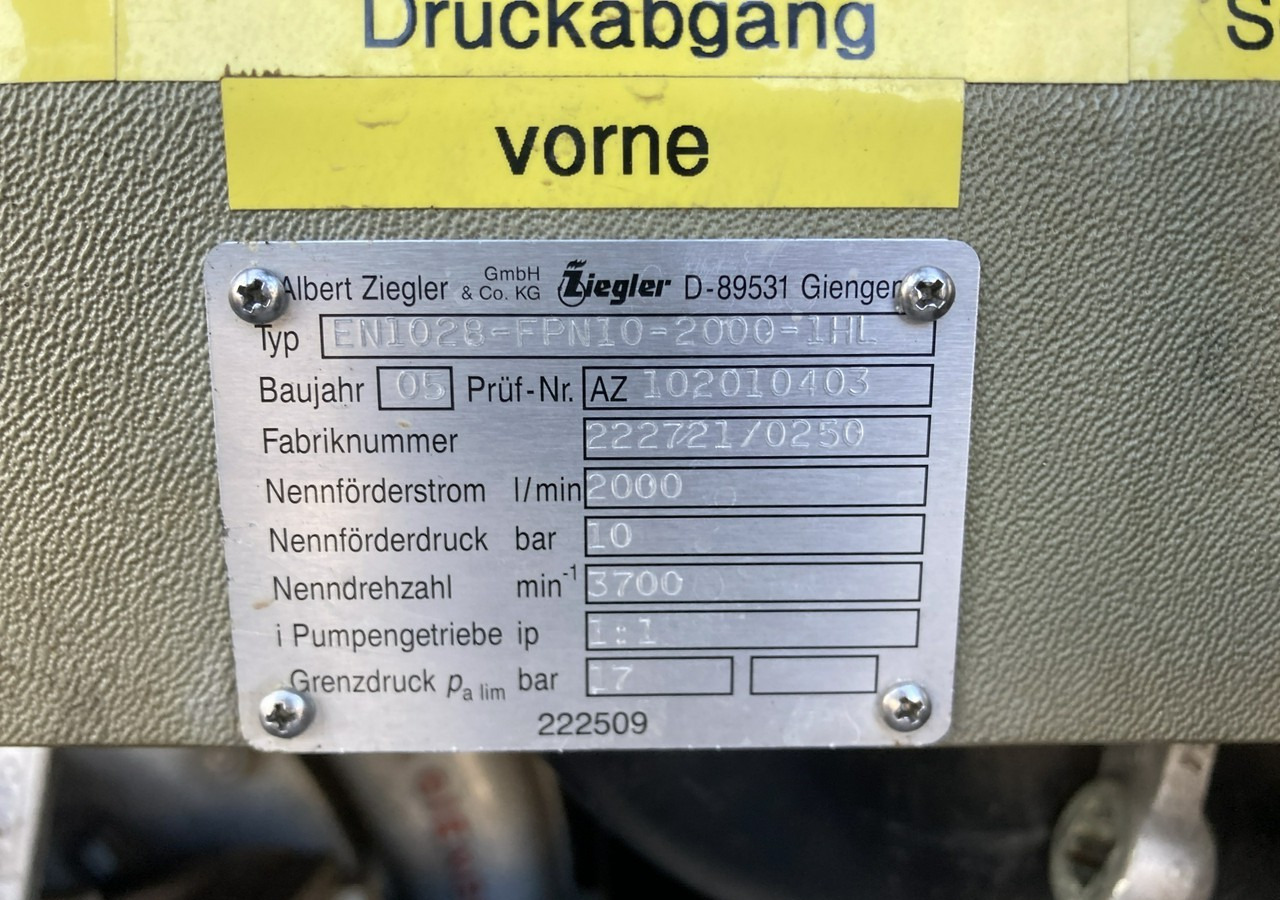 Druckabgang S
vorne
Albert Ziegler GmbH & Co. KG Ziegler D-89531 Giengen
Typ EN1028-FPN10-2000-1HL
Baujahr 05 Prüf-Nr. AZ 102010403
Fabriknummer 222721/0250
Nennförderstrom l/min 2000
Nennförderdruck bar 10
Nenndrehzahl min⁻¹ 3700
i Pumpengetriebe ip 1:1
Grenzdruck pa lim bar 17
222509